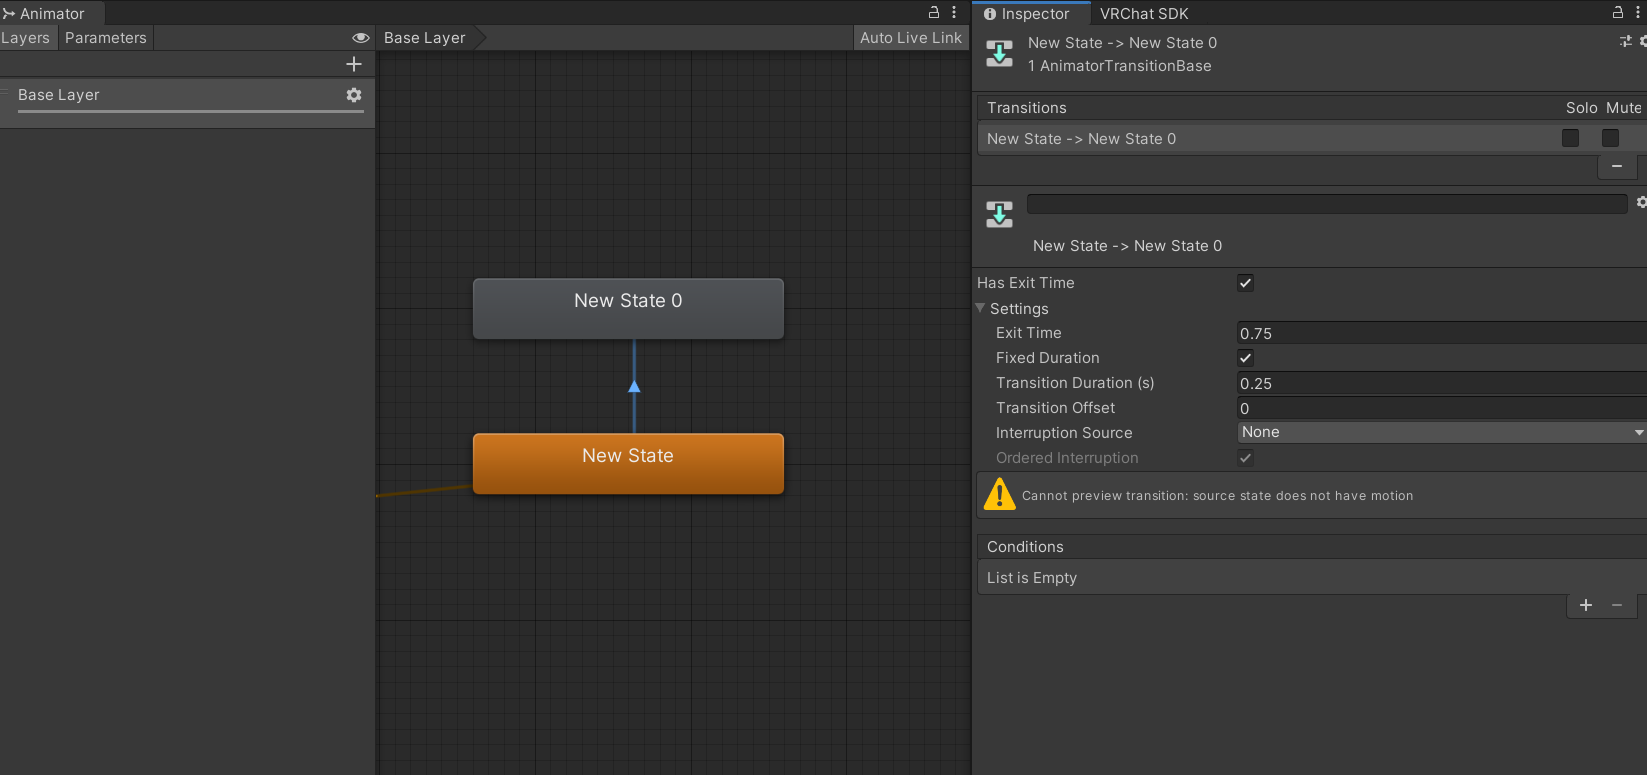 Animator
Layers Parameters
Base Layer
Auto Live Link
Base Layer
New State 0
New State
Inspector VRChat SDK
New State -> New State 0
1 AnimatorTransitionBase
Transitions Solo Mute
New State -> New State 0
New State -> New State 0
Has Exit Time
Settings
Exit Time 0.75
Fixed Duration
Transition Duration (s) 0.25
Transition Offset 0
Interruption Source None
Ordered Interruption
Cannot preview transition: source state does not have motion
Conditions
List is Empty